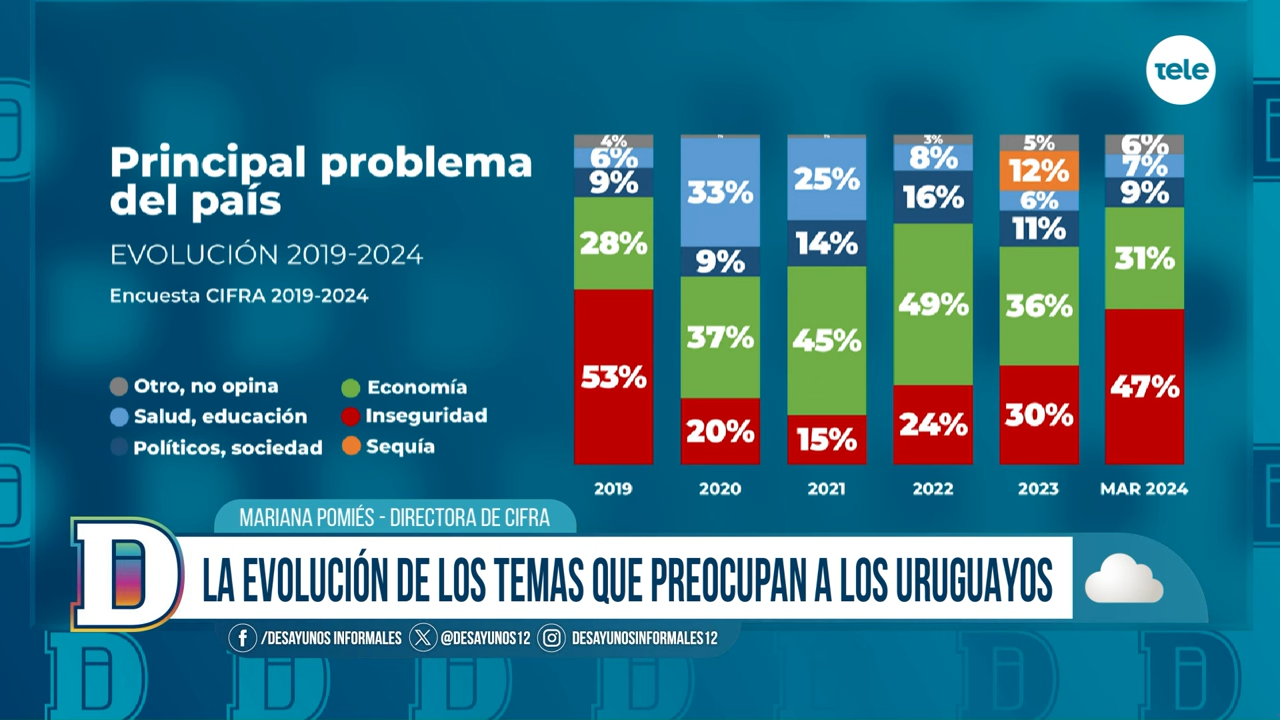 tele
Principal problema
del país
EVOLUCIÓN 2019-2024
Encuesta CIFRA 2019-2024
Otro, no opina
Economía
Salud, educación
Inseguridad
Políticos, sociedad
Sequía
4%
6%
9%
28%
53%
2019
33%
9%
37%
20%
2020
25%
14%
45%
15%
2021
3%
8%
16%
49%
24%
2022
5%
12%
6%
11%
36%
30%
2023
6%
7%
9%
31%
47%
MAR 2024
MARIANA POMIÉS - DIRECTORA DE CIFRA
D
LA EVOLUCIÓN DE LOS TEMAS QUE PREOCUPAN A LOS URUGUAYOS
/DESAYUNOS INFORMALES @DESAYUNOS12 DESAYUNOSINFORMALES12